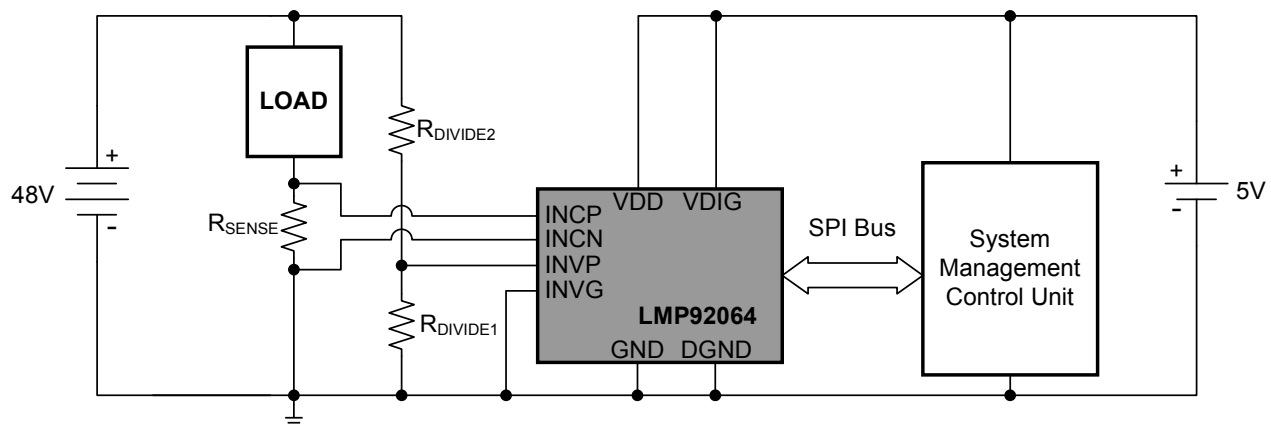 LOAD
RDIVIDE2
48V
+
-
RSENSE
RDIVIDE1
VDD VDIG
INCP
INCN
INVP
INVG
LMP92064
GND DGND
SPI Bus
System
Management
Control Unit
+
-
5V